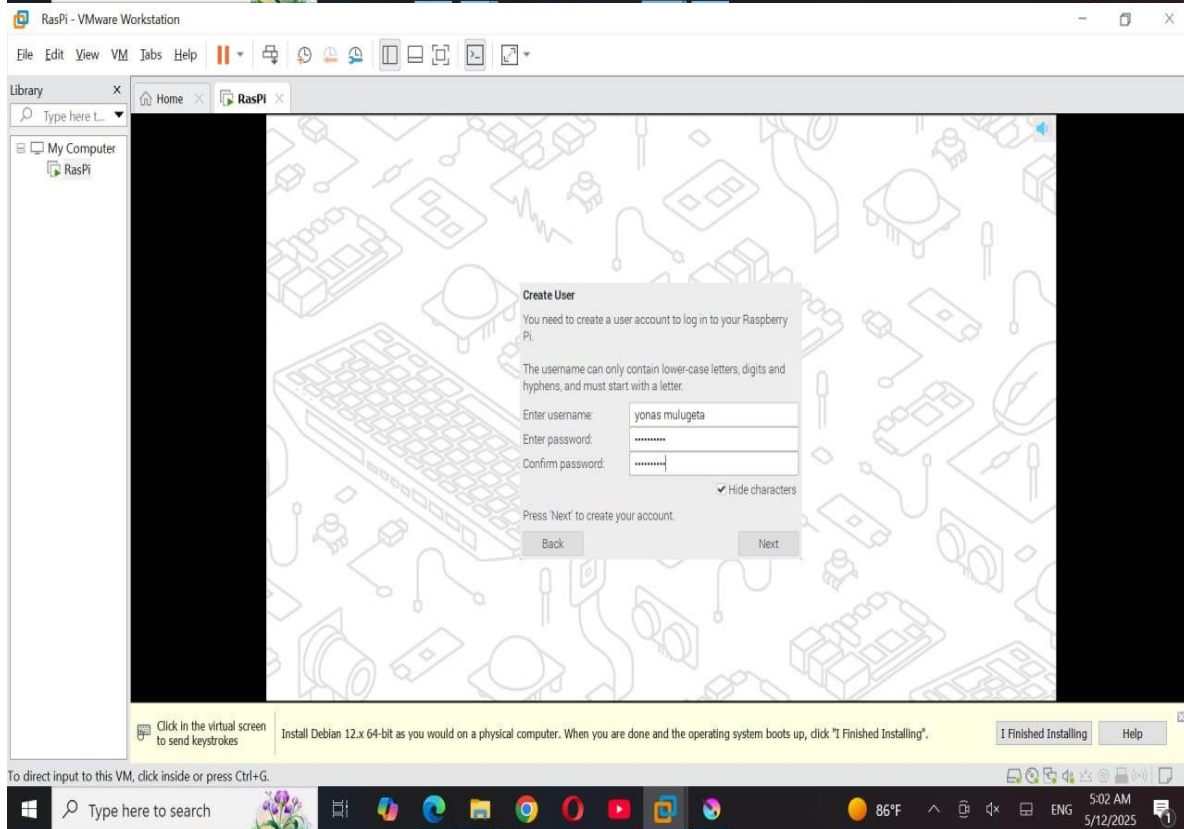 RasPi - VMware Workstation
File Edit View VM Tabs Help
Library
Home
RasPi
Type here t...
My Computer
RasPi
Create User
You need to create a user account to log in to your Raspberry
Pi.
The username can only contain lower-case letters, digits and
hyphens, and must start with a letter.
Enter username: yonas mulugeta
Enter password: ••••••••••
Confirm password: ••••••••••
Hide characters
Press 'Next' to create your account.
Back
Next
Click in the virtual screen
to send keystrokes
Install Debian 12.x 64-bit as you would on a physical computer. When you are done and the operating system boots up, click "I Finished Installing".
I Finished Installing
Help
To direct input to this VM, click inside or press Ctrl+G.
Type here to search
86°F
ENG
5:02 AM
5/12/2025
1